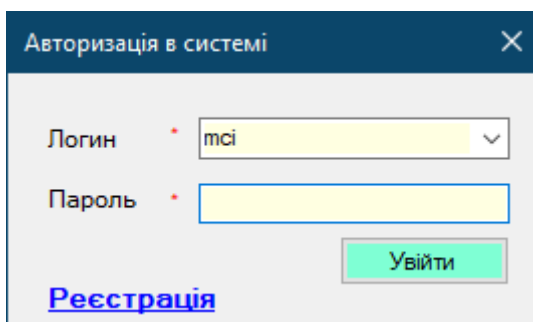 Авторизація в системі
Логин * mci
Пароль *
Увійти
Реєстрація